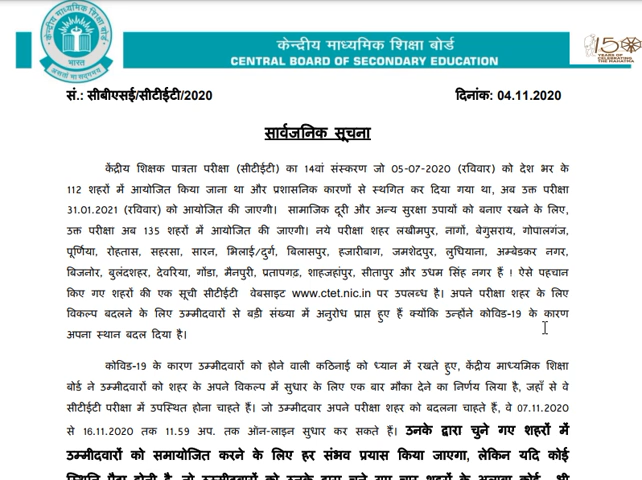 केन्द्रीय माध्यमिक शिक्षा बोर्ड
CENTRAL BOARD OF SECONDARY EDUCATION
सं.: सीबीएसई/सीटीईटी/2020 दिनांक: 04.11.2020
सार्वजनिक सूचना
केंद्रीय शिक्षक पात्रता परीक्षा (सीटीईटी) का 14वां संस्करण जो 05-07-2020 (रविवार) को देश भर के
112 शहरों में आयोजित किया जाना था और प्रशासनिक कारणों से स्थगित कर दिया गया था, अब उक्त परीक्षा
31.01.2021 (रविवार) को आयोजित की जाएगी। सामाजिक दूरी और अन्य सुरक्षा उपायों को बनाए रखने के लिए,
उक्त परीक्षा अब 135 शहरों में आयोजित की जाएगी। नये परीक्षा शहर लखीमपुर, नागों, बेगुसराय, गोपालगंज,
पूर्णिया, रोहतास, सहरसा, सारन, भिलाई/दुर्ग, बिलासपुर, हजारीबाग, जमशेदपुर, लुधियाना, अम्बेडकर नगर,
बिजनोर, बुलंदशहर, देवरिया, गोंडा, मैनपुरी, प्रतापगढ़, शाहजहांपुर, सीतापुर और उधम सिंह नगर हैं ! ऐसे पहचान
किए गए शहरों की एक सूची सीटीईटी वेबसाइट www.ctet.nic.in पर उपलब्ध है। अपने परीक्षा शहर के लिए
विकल्प बदलने के लिए उम्मीदवारों से बड़ी संख्या में अनुरोध प्राप्त हुए हैं क्योंकि उन्होंने कोविड-19 के कारण
अपना स्थान बदल दिया है।
कोविड-19 के कारण उम्मीदवारों को होने वाली कठिनाई को ध्यान में रखते हुए, केंद्रीय माध्यमिक शिक्षा
बोर्ड ने उम्मीदवारों को शहर के अपने विकल्प में सुधार के लिए एक बार मौका देने का निर्णय लिया है, जहाँ से वे
सीटीईटी परीक्षा में उपस्थित होना चाहते हैं। जो उम्मीदवार अपने परीक्षा शहर को बदलना चाहते हैं, वे 07.11.2020
से 16.11.2020 तक 11.59 अप. तक ऑन-लाइन सुधार कर सकते हैं। उनके द्वारा चुने गए शहरों में
उम्मीदवारों को समायोजित करने के लिए हर संभव प्रयास किया जाएगा, लेकिन यदि कोई